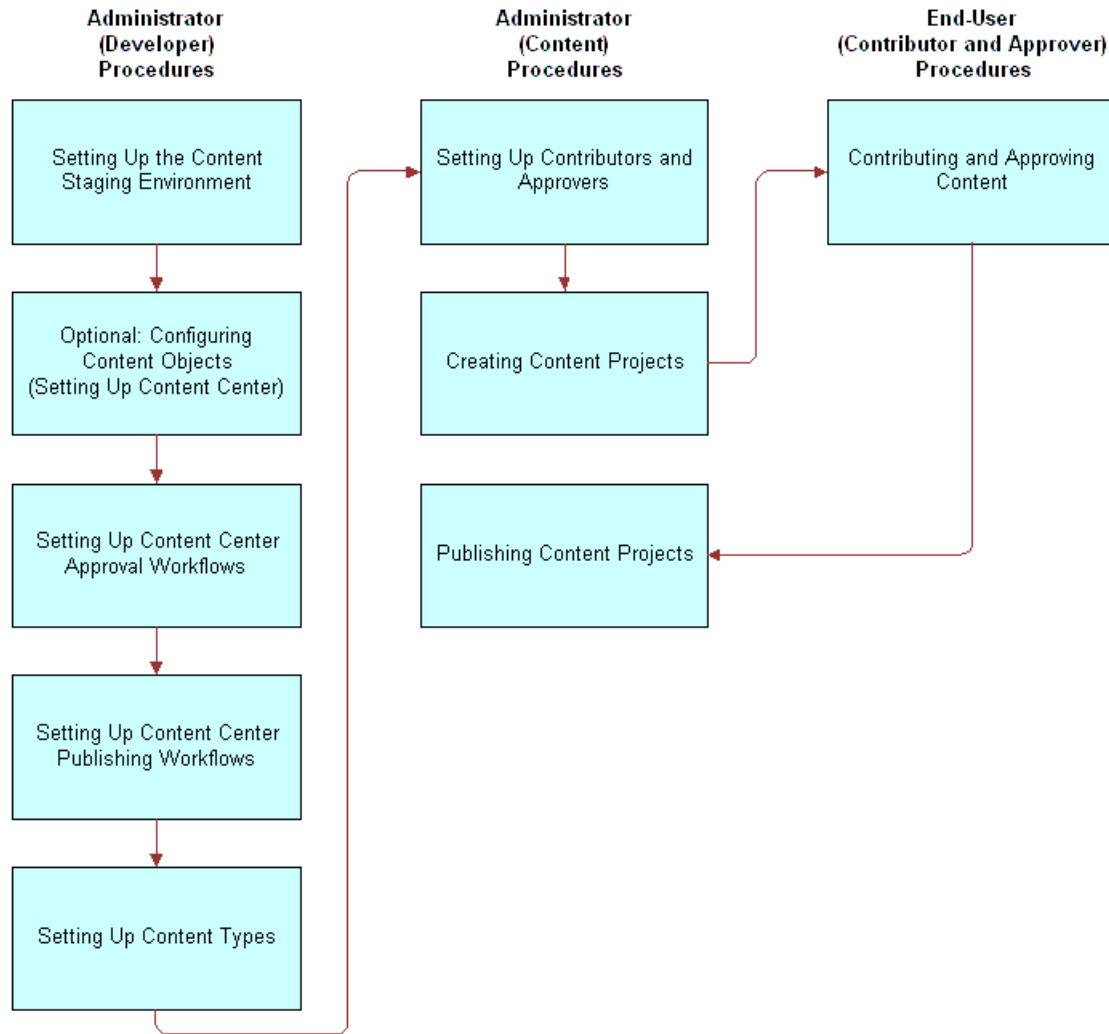 Administrator
(Developer)
Procedures
Administrator
(Content)
Procedures
End-User
(Contributor and Approver)
Procedures
Setting Up the Content
Staging Environment
Optional: Configuring
Content Objects
(Setting Up Content Center)
Setting Up Content Center
Approval Workflows
Setting Up Content Center
Publishing Workflows
Setting Up Content Types
Setting Up Contributors and
Approvers
Creating Content Projects
Publishing Content Projects
Contributing and Approving
Content